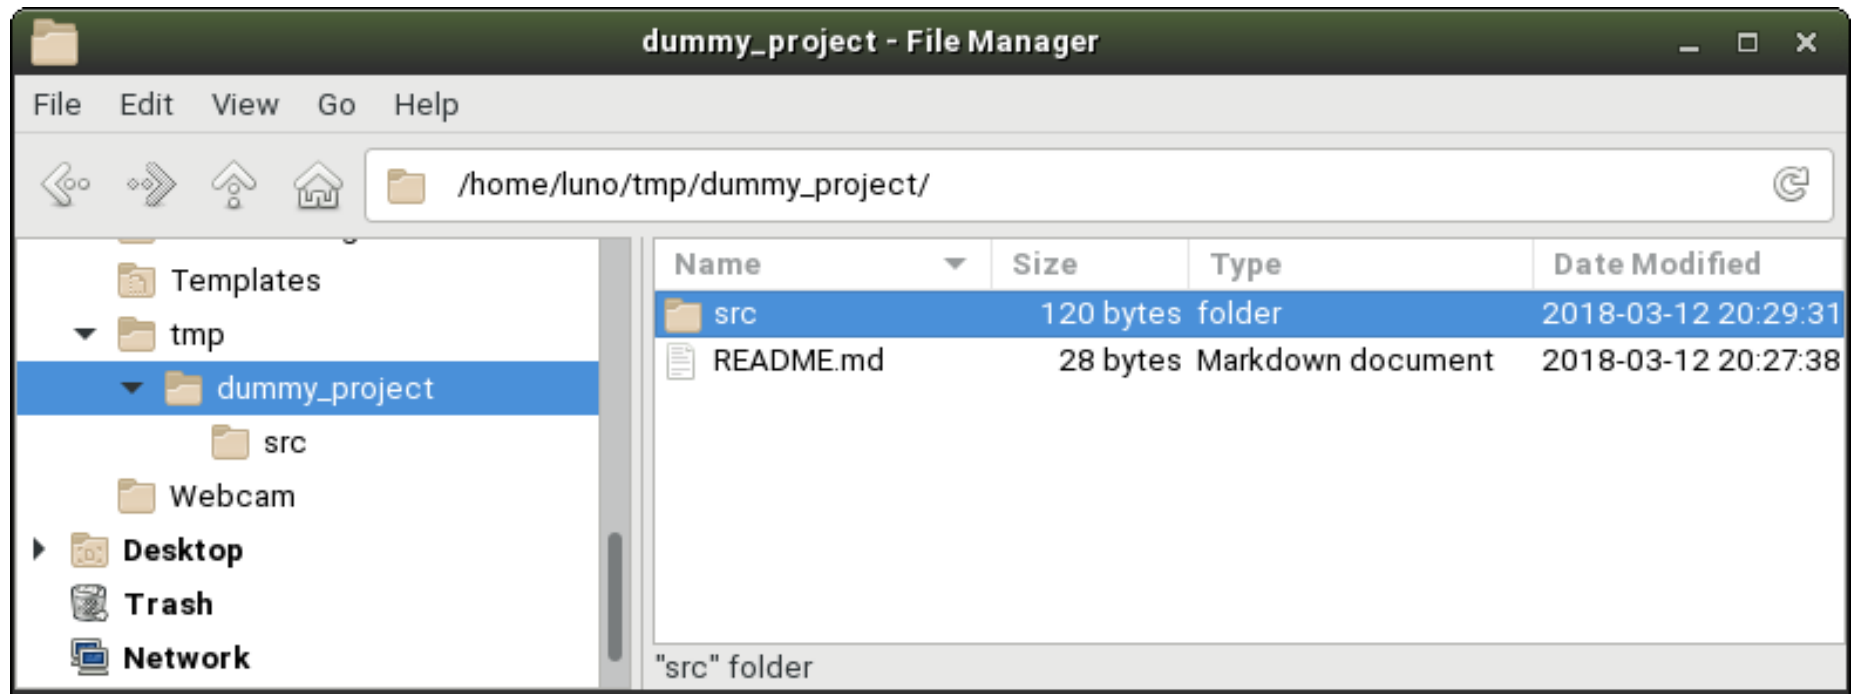 dummy_project - File Manager
File Edit View Go Help
/home/luno/tmp/dummy_project/
Templates
tmp
dummy_project
src
Webcam
Desktop
Trash
Network
Name Size Type Date Modified
src 120 bytes folder 2018-03-12 20:29:31
README.md 28 bytes Markdown document 2018-03-12 20:27:38
"src" folder